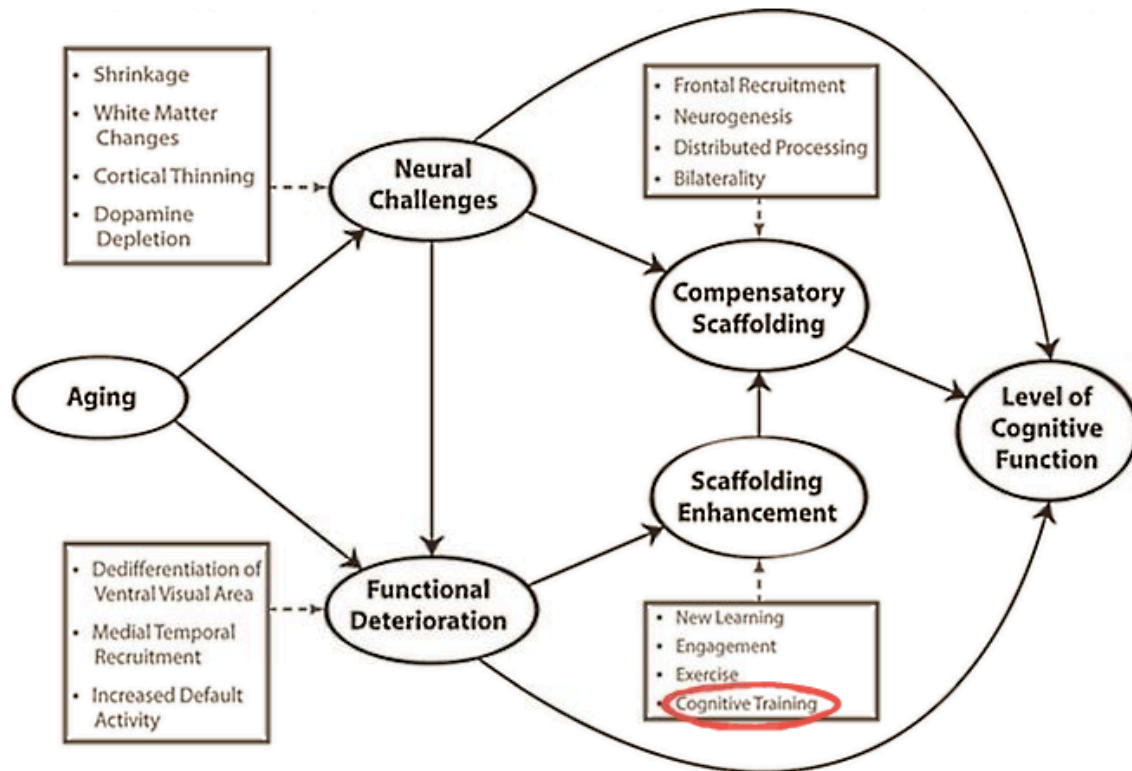 • Shrinkage
• White Matter
Changes
• Cortical Thinning
• Dopamine
Depletion
Neural
Challenges
• Frontal Recruitment
• Neurogenesis
• Distributed Processing
• Bilaterality
Compensatory
Scaffolding
Aging
Level of
Cognitive
Function
Scaffolding
Enhancement
• Dedifferentiation of
Ventral Visual Area
• Medial Temporal
Recruitment
• Increased Default
Activity
Functional
Deterioration
• New Learning
• Engagement
• Exercise
• Cognitive Training